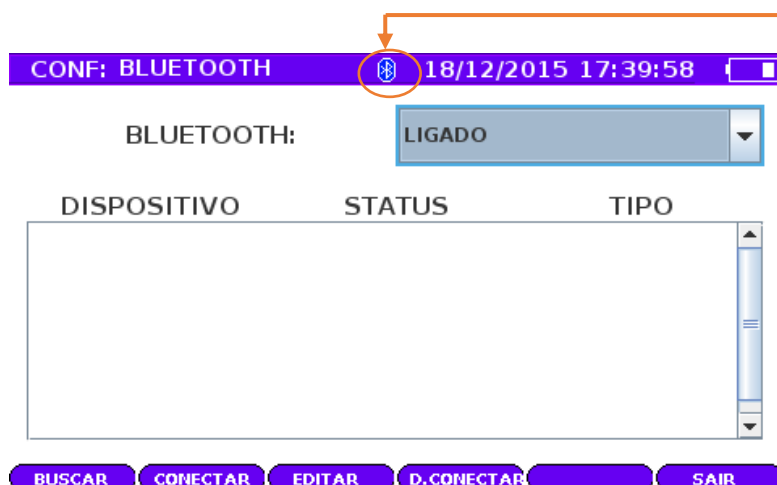 CONF: BLUETOOTH 18/12/2015 17:39:58
BLUETOOTH: LIGADO
DISPOSITIVO STATUS TIPO
BUSCAR CONECTAR EDITAR D.CONECTAR SAIR